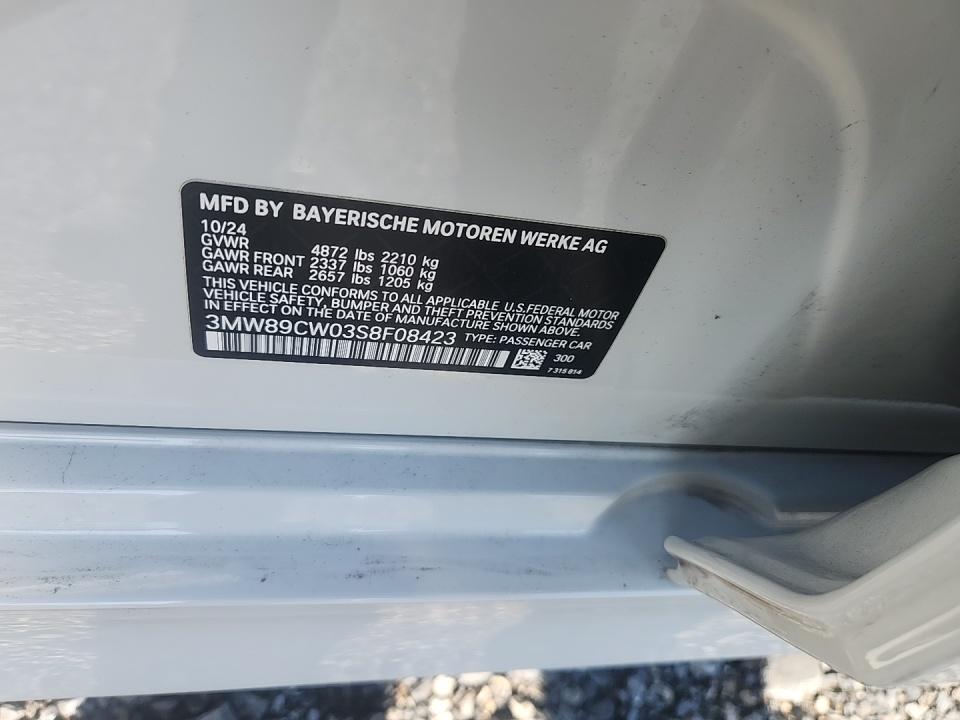 MFD BY BAYERISCHE MOTOREN WERKE AG
10/24
GVWR 4872 lbs 2210 kg
GAWR FRONT 2337 lbs 1060 kg
GAWR REAR 2657 lbs 1205 kg
THIS VEHICLE CONFORMS TO ALL APPLICABLE U.S.FEDERAL MOTOR
VEHICLE SAFETY, BUMPER AND THEFT PREVENTION STANDARDS
IN EFFECT ON THE DATE OF MANUFACTURE SHOWN ABOVE.
3MW89CW03S8F08423 TYPE: PASSENGER CAR
300
7 315 814